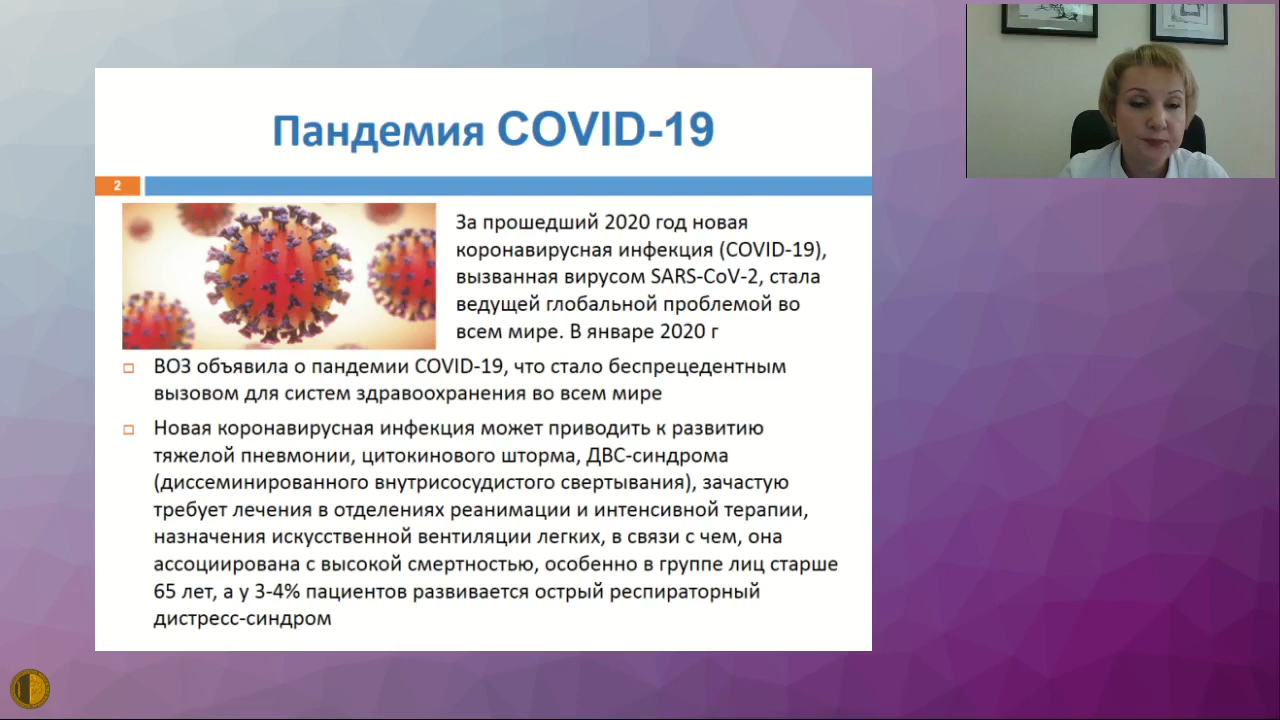 Пандемия COVID-19
2
За прошедший 2020 год новая
коронавирусная инфекция (COVID-19),
вызванная вирусом SARS-CoV-2, стала
ведущей глобальной проблемой во
всем мире. В январе 2020 г
ВОЗ объявила о пандемии COVID-19, что стало беспрецедентным
вызовом для систем здравоохранения во всем мире
Новая коронавирусная инфекция может приводить к развитию
тяжелой пневмонии, цитокинового шторма, ДВС-синдрома
(диссеминированного внутрисосудистого свертывания), зачастую
требует лечения в отделениях реанимации и интенсивной терапии,
назначения искусственной вентиляции легких, в связи с чем, она
ассоциирована с высокой смертностью, особенно в группе лиц старше
65 лет, а у 3-4% пациентов развивается острый респираторный
дистресс-синдром